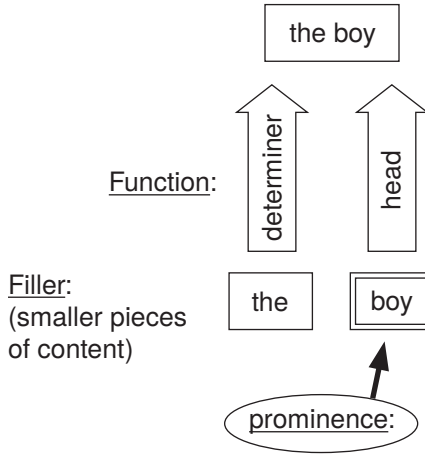 the boy
Function:
determiner
head
Filler:
(smaller pieces
of content)
the
boy
prominence: